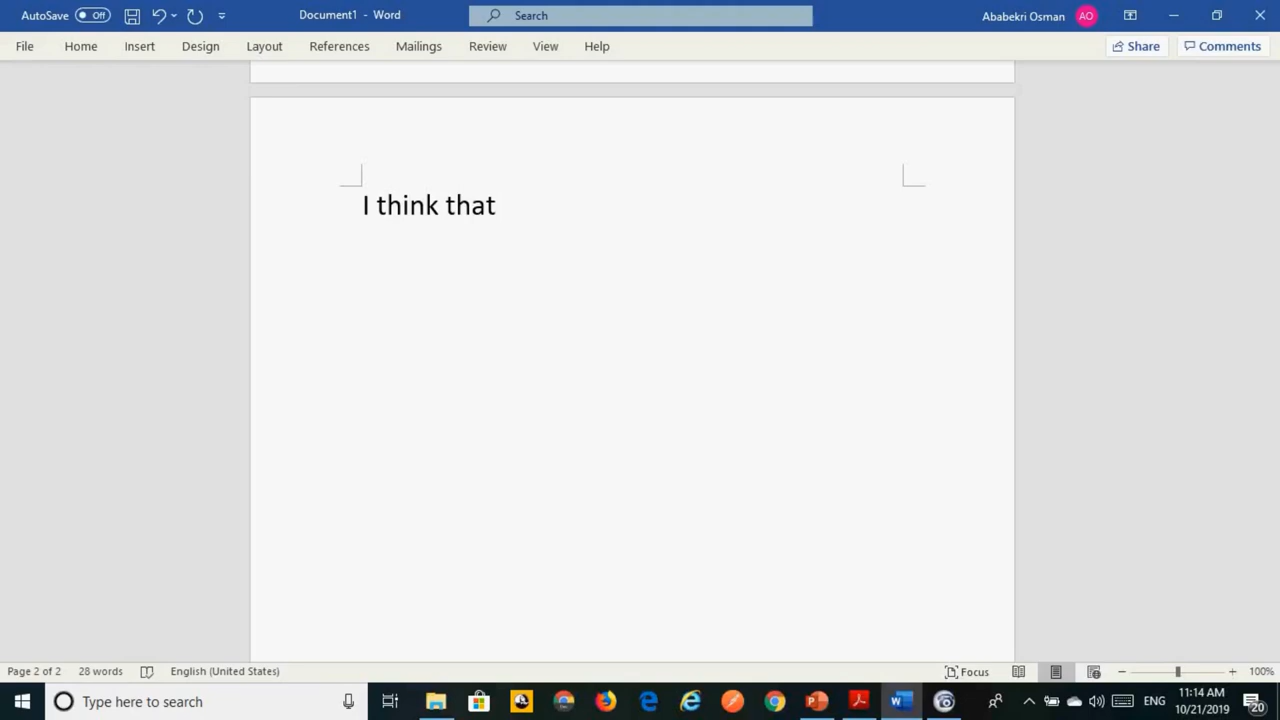 AutoSave Off Document1 - Word Search Ababekri Osman AO
File Home Insert Design Layout References Mailings Review View Help Share Comments
I think that
Page 2 of 2 28 words English (United States) Focus 100%
Type here to search ENG 11:14 AM
10/21/2019 20